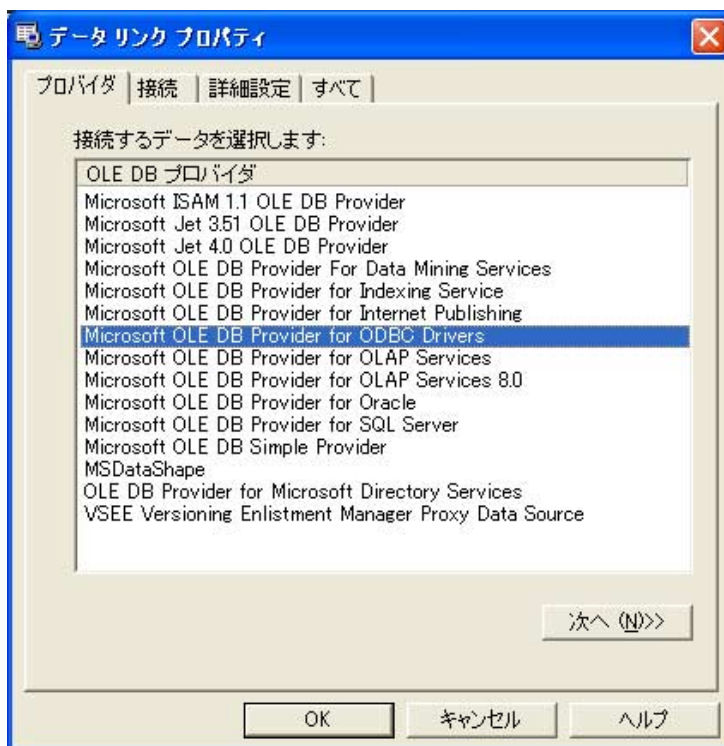 データ リンク プロパティ
プロバイダ 接続 詳細設定 すべて
接続するデータを選択します:
OLE DB プロバイダ
Microsoft ISAM 1.1 OLE DB Provider
Microsoft Jet 3.51 OLE DB Provider
Microsoft Jet 4.0 OLE DB Provider
Microsoft OLE DB Provider For Data Mining Services
Microsoft OLE DB Provider for Indexing Service
Microsoft OLE DB Provider for Internet Publishing
Microsoft OLE DB Provider for ODBC Drivers
Microsoft OLE DB Provider for OLAP Services
Microsoft OLE DB Provider for OLAP Services 8.0
Microsoft OLE DB Provider for Oracle
Microsoft OLE DB Provider for SQL Server
Microsoft OLE DB Simple Provider
MSDataShape
OLE DB Provider for Microsoft Directory Services
VSEE Versioning Enlistment Manager Proxy Data Source
次へ (N)>>
OK キャンセル ヘルプ